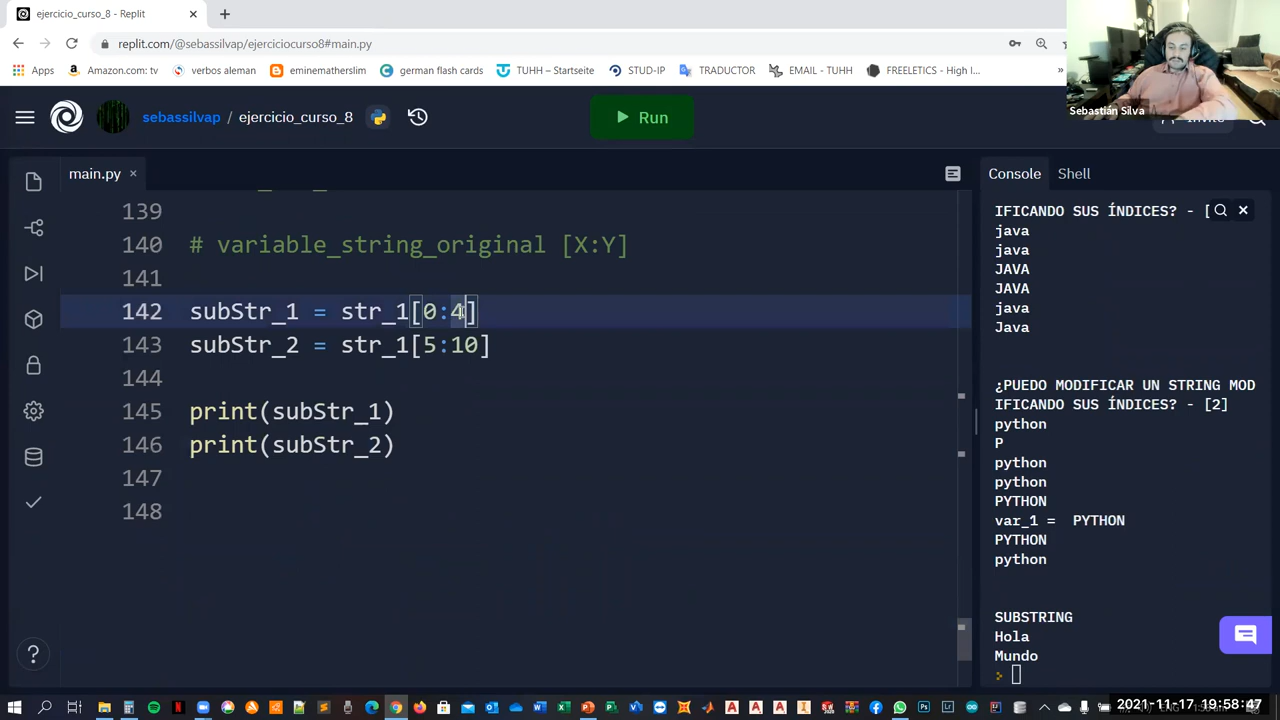 ejercicio_curso_8 - Replit
replit.com/@sebassilvap/ejerciciocurso8#main.py
Apps
Amazon.com: tv
verbos aleman
eminemathslim
german flash cards
TUHH – Startseite
STUD-IP
TRADUCTOR
EMAIL - TUHH
FREELETICS - High I...
»
Sebastián Silva
sebassilvap / ejercicio_curso_8
Run
main.py
Console
Shell
139
140 # variable_string_original [X:Y]
141
142 subStr_1 = str_1[0:4]
143 subStr_2 = str_1[5:10]
144
145 print(subStr_1)
146 print(subStr_2)
147
148
IFICANDO SUS ÍNDICES? - [
java
java
JAVA
JAVA
java
Java
¿PUEDO MODIFICAR UN STRING MOD
IFICANDO SUS ÍNDICES? - [2]
python
P
python
python
PYTHON
var_1 =  PYTHON
PYTHON
python
SUBSTRING
Hola
Mundo
?
2021-11-17 19:58:47